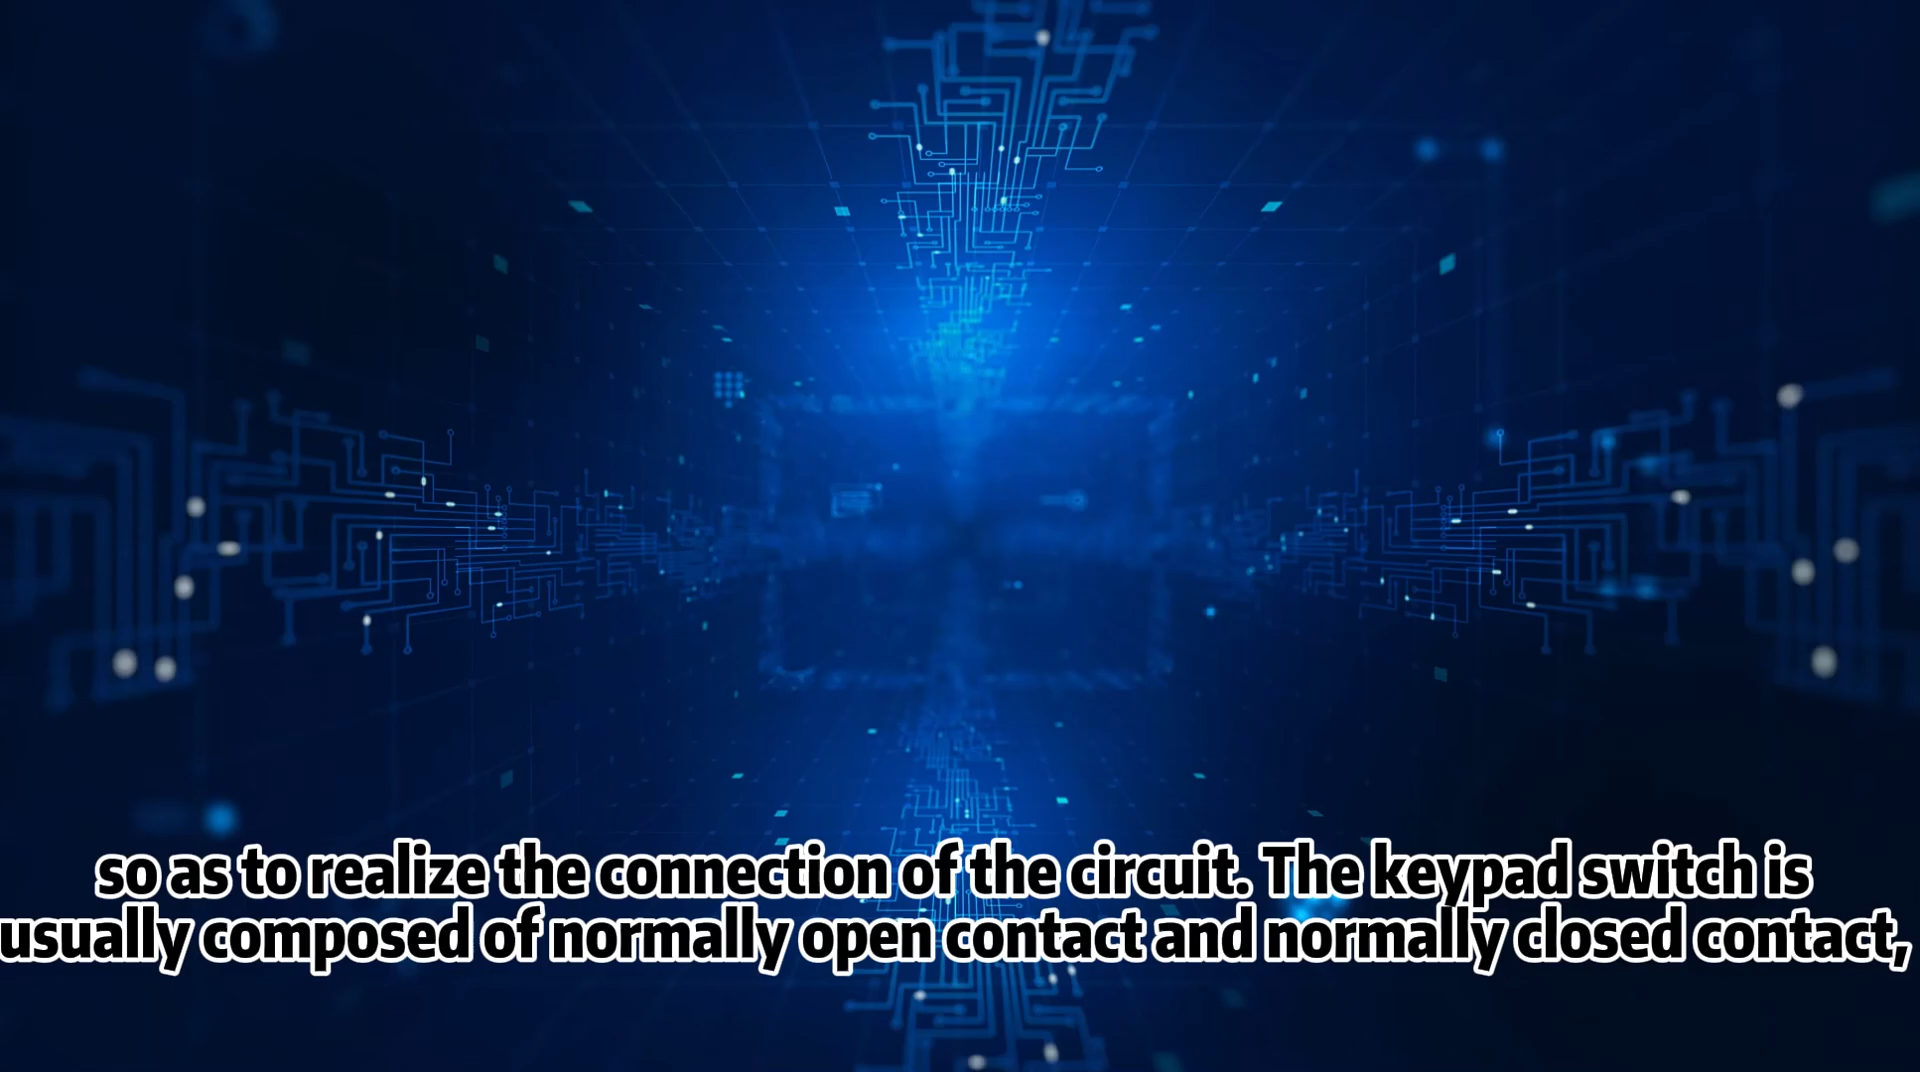 so as to realize the connection of the circuit. The keypad switch is
usually composed of normally open contact and normally closed contact,